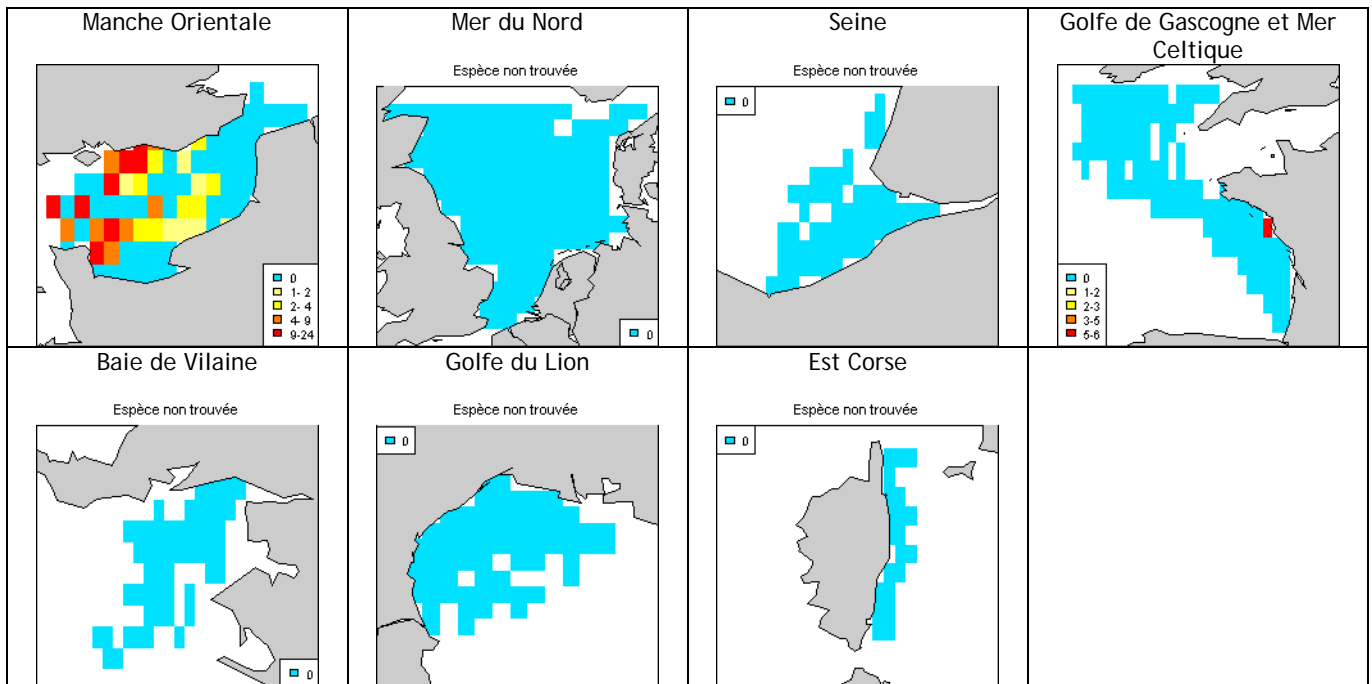 Manche Orientale
0
1- 2
2- 4
4- 9
9-24
Mer du Nord
Espèce non trouvée
0
Seine
Espèce non trouvée
0
Golfe de Gascogne et Mer
Celtique
0
1-2
2-3
3-5
5-6
Baie de Vilaine
Espèce non trouvée
0
Golfe du Lion
Espèce non trouvée
0
Est Corse
Espèce non trouvée
0